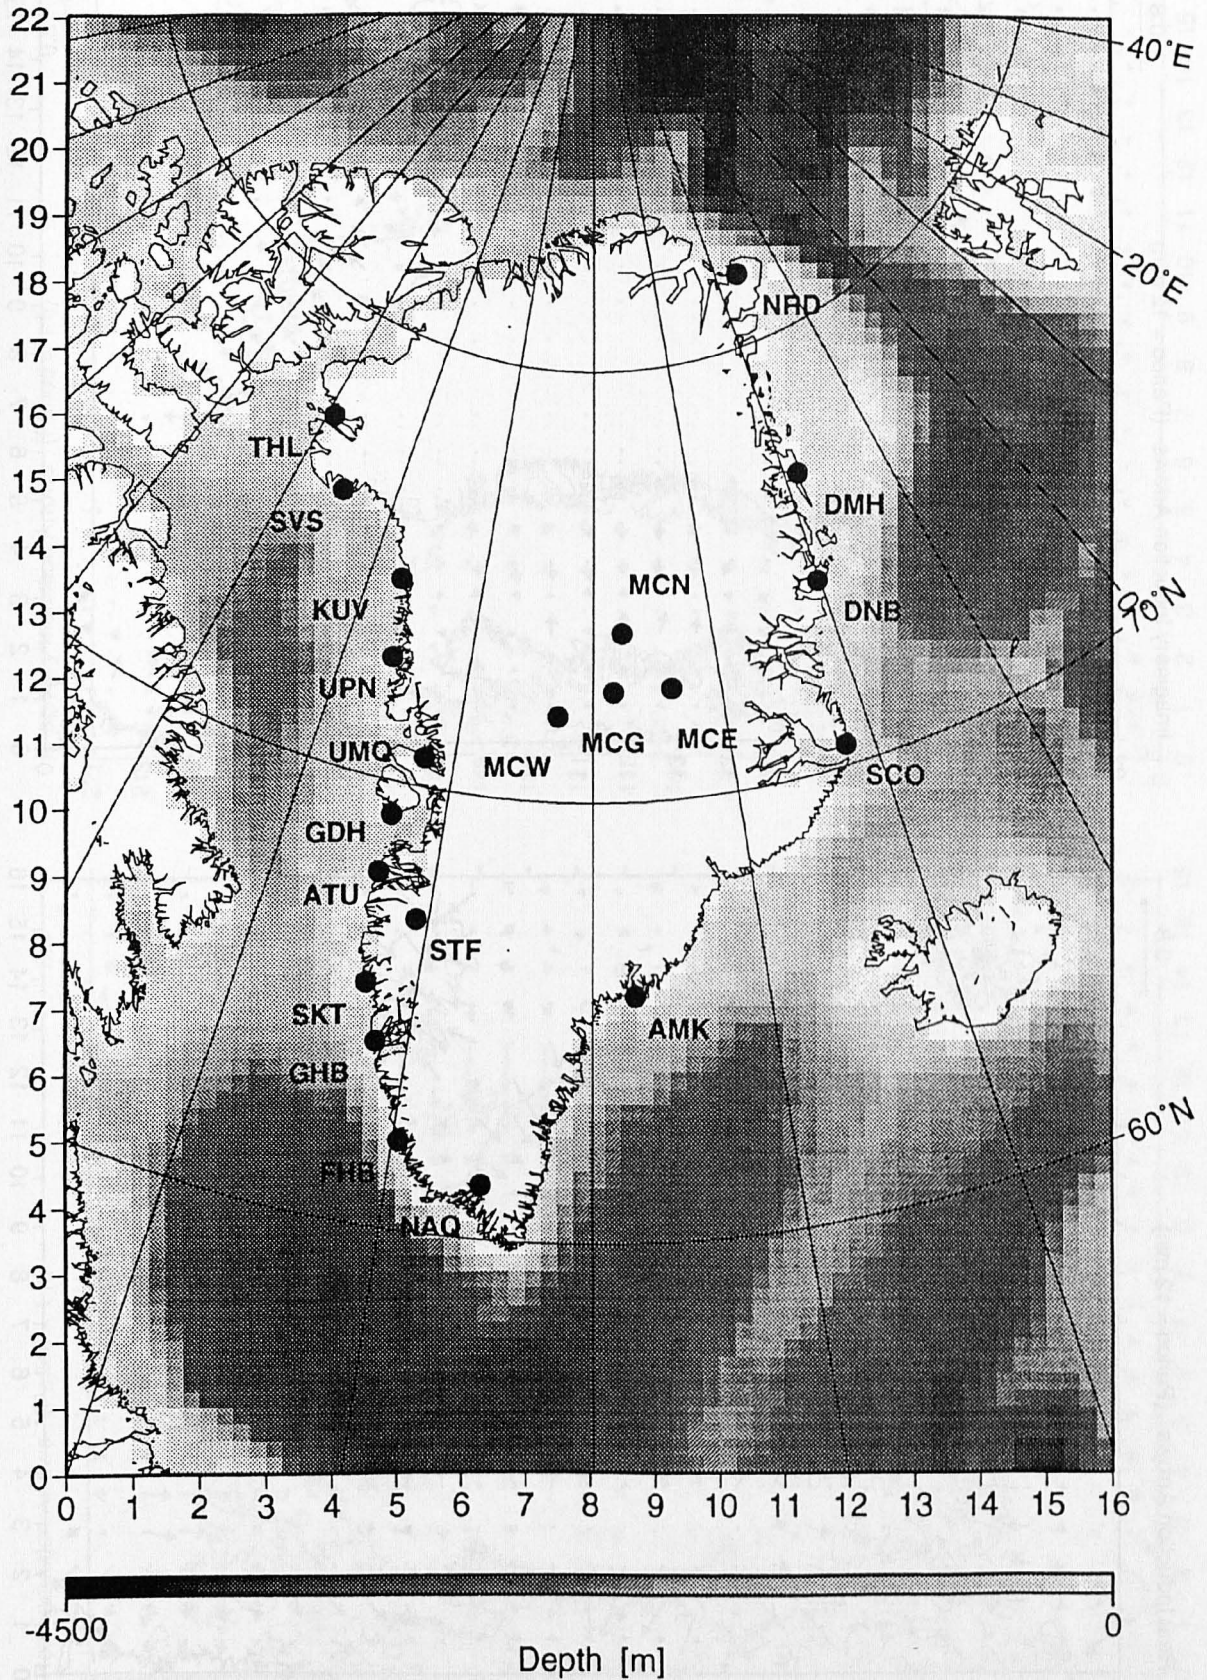 22
21
20
19
18
17
16
15
14
13
12
11
10
9
8
7
6
5
4
3
2
1
0
40°E
20°E
0°
70°N
60°N
NRD
THL
SVS
DMH
MCN
KUV
DNB
UPN
UMQ
MCG
MCE
MCW
SCO
GDH
ATU
STF
SKT
AMK
GHB
FHB
NAQ
0 1 2 3 4 5 6 7 8 9 10 11 12 13 14 15 16
-4500 0
Depth [m]